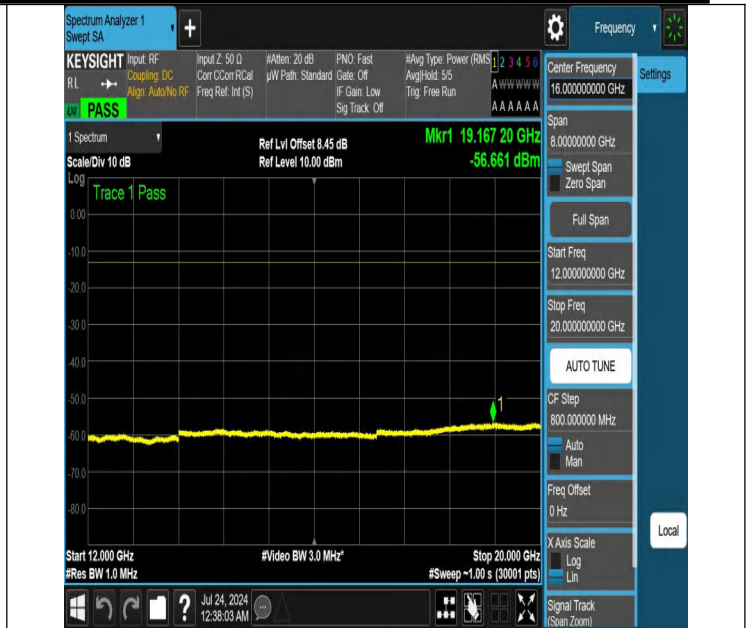 Spectrum Analyzer 1
Swept SA
+
Frequency
KEYSIGHT
RL
PASS
Input: RF
Coupling: DC
Align: Auto/No RF
Input Z: 50 Ω
Corr CCorr RCal
Freq Ref: Int (S)
#Atten: 20 dB
µW Path: Standard
PNO: Fast
Gate: Off
IF Gain: Low
Sig Track: Off
#Avg Type: Power (RMS
Avg|Hold: 5/5
Trig: Free Run
1 2 3 4 5 6
A W W W W W
A A A A A A
1 Spectrum
Scale/Div 10 dB
Ref Lvl Offset 8.45 dB
Ref Level 10.00 dBm
Mkr1 19.167 20 GHz
-56.661 dBm
Log
Trace 1 Pass
0.00
-10.0
-20.0
-30.0
-40.0
-50.0
-60.0
-70.0
-80.0
1
Start 12.000 GHz
#Res BW 1.0 MHz
#Video BW 3.0 MHz*
Stop 20.000 GHz
#Sweep ~1.00 s (30001 pts)
?
Jul 24, 2024
12:38:03 AM
Center Frequency
16.000000000 GHz
Span
8.00000000 GHz
Swept Span
Zero Span
Full Span
Start Freq
12.000000000 GHz
Stop Freq
20.000000000 GHz
AUTO TUNE
CF Step
800.000000 MHz
Auto
Man
Freq Offset
0 Hz
X Axis Scale
Log
Lin
Signal Track
(Span Zoom)
Settings
Local